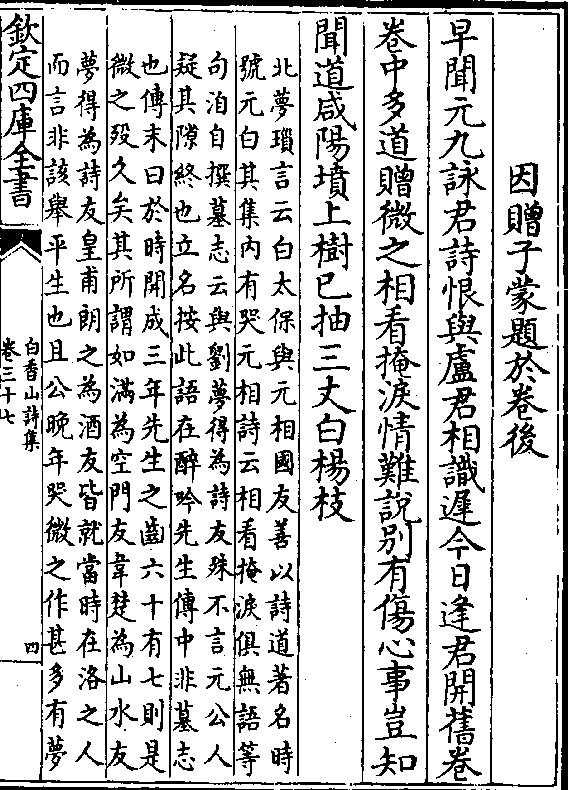 因贈子蒙題於卷後
早聞元九詠君詩恨與盧君相識遲今日逢君開舊卷
卷中多道贈微之相看掩淚情難說別有傷心事豈知
聞道咸陽墳上樹已抽三丈白楊枝
北夢瑣言云白太保與元相國友善以詩道著名時
號元白其集內有哭元相詩云相看掩淚俱無語等
句洎自撰墓志云與劉夢得為詩友殊不言元公人
疑其隙終也立名按此語在醉吟先生傳中非墓志
也傳末曰於時開成三年先生之齒六十有七則是
微之歿久矣其所謂如滿為空門友韋楚為山水友
夢得為詩友皇甫朗之為酒友皆就當時在洛之人
而言非該舉平生也且公晚年哭微之作甚多有夢
欽定四庫全書
白香山詩集
卷三十七
四